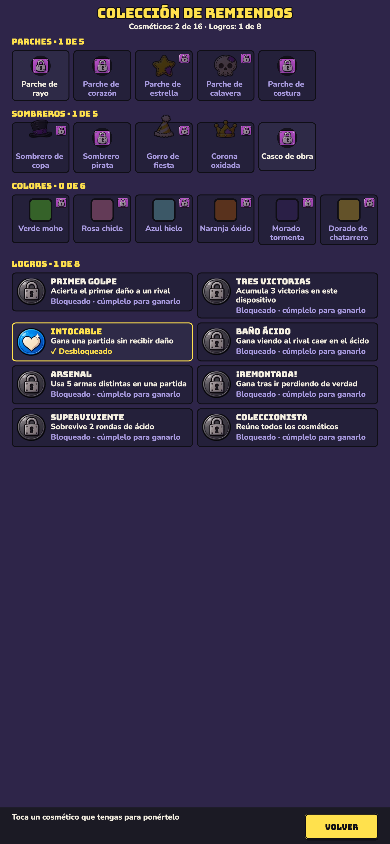 COLECCIÓN DE REMIENDOS
Cosméticos: 2 de 16 · Logros: 1 de 8
PARCHES · 1 DE 5
Parche de rayo
Parche de corazón
Parche de estrella
Parche de calavera
Parche de costura
SOMBREROS · 1 DE 5
Sombrero de copa
Sombrero pirata
Gorro de fiesta
Corona oxidada
Casco de obra
COLORES · 0 DE 6
Verde moho
Rosa chicle
Azul hielo
Naranja óxido
Morado tormenta
Dorado de chatarrero
LOGROS · 1 DE 8
PRIMER GOLPE
Acierta el primer daño a un rival
Bloqueado · cúmplelo para ganarlo
TRES VICTORIAS
Acumula 3 victorias en este
dispositivo
Bloqueado · cúmplelo para ganarlo
INTOCABLE
Gana una partida sin recibir daño
✓ Desbloqueado
BAÑO ÁCIDO
Gana viendo al rival caer en el ácido
Bloqueado · cúmplelo para ganarlo
ARSENAL
Usa 5 armas distintas en una partida
Bloqueado · cúmplelo para ganarlo
¡REMONTADA!
Gana tras ir perdiendo de verdad
Bloqueado · cúmplelo para ganarlo
SUPERVIVIENTE
Sobrevive 2 rondas de ácido
Bloqueado · cúmplelo para ganarlo
COLECCIONISTA
Reúne todos los cosméticos
Bloqueado · cúmplelo para ganarlo
Toca un cosmético que tengas para ponértelo
VOLVER